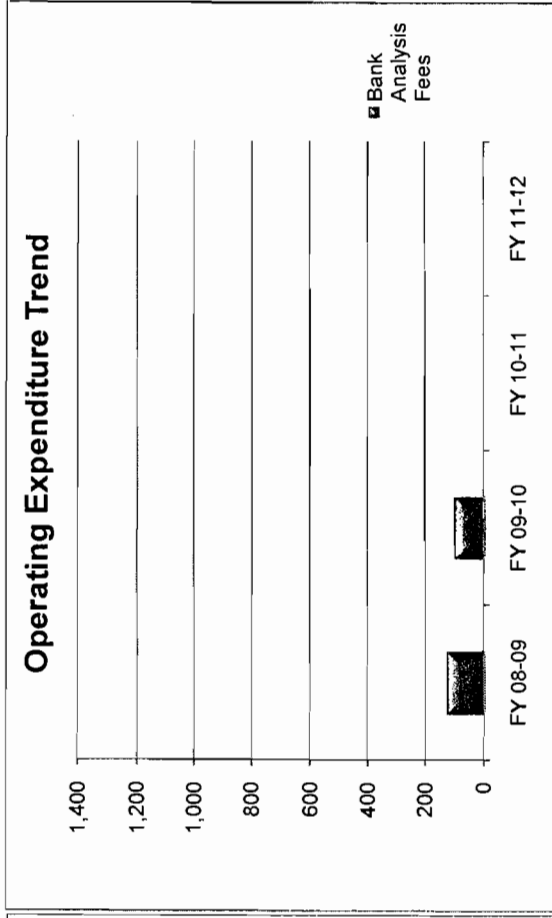 Operating Expenditure Trend
1,400
1,200
1,000
800
600
400
200
0
FY 08-09
FY 09-10
FY 10-11
FY 11-12
Bank
Analysis
Fees